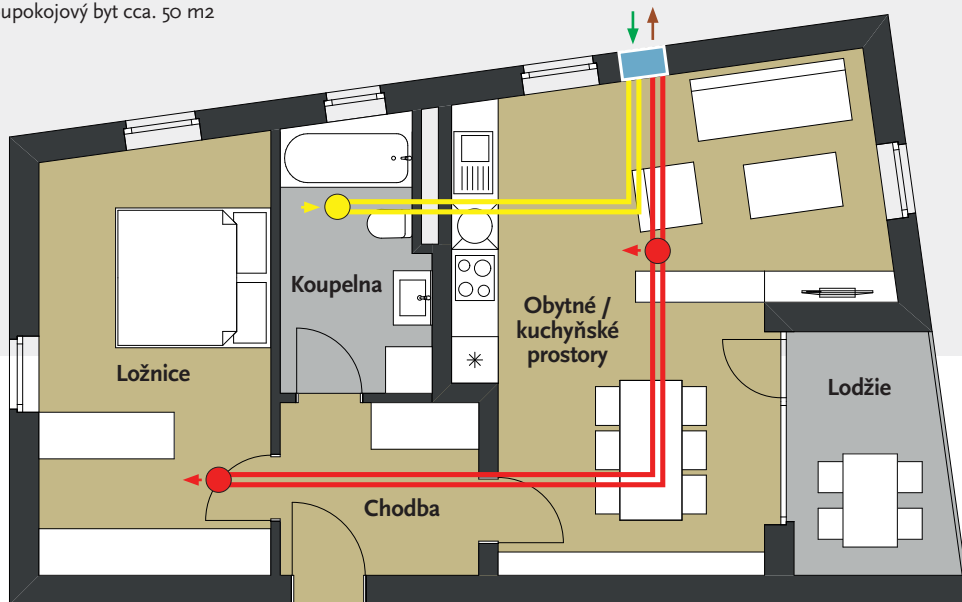 upokojový byt cca. 50 m2
Koupelna
Obytné /
kuchyňské
prostory
Ložnice
Lodžie
Chodba